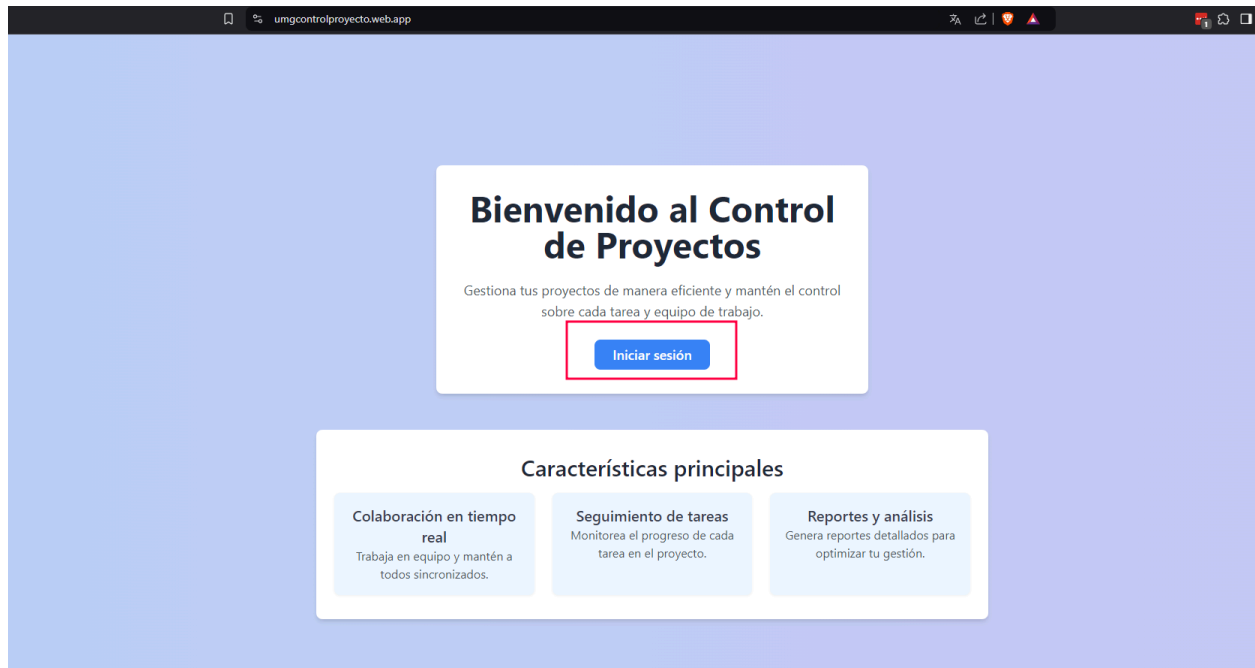 umgcontrolproyecto.web.app
1
Bienvenido al Control
de Proyectos
Gestiona tus proyectos de manera eficiente y mantén el control
sobre cada tarea y equipo de trabajo.
Iniciar sesión
Características principales
Colaboración en tiempo
real
Trabaja en equipo y mantén a
todos sincronizados.
Seguimiento de tareas
Monitorea el progreso de cada
tarea en el proyecto.
Reportes y análisis
Genera reportes detallados para
optimizar tu gestión.